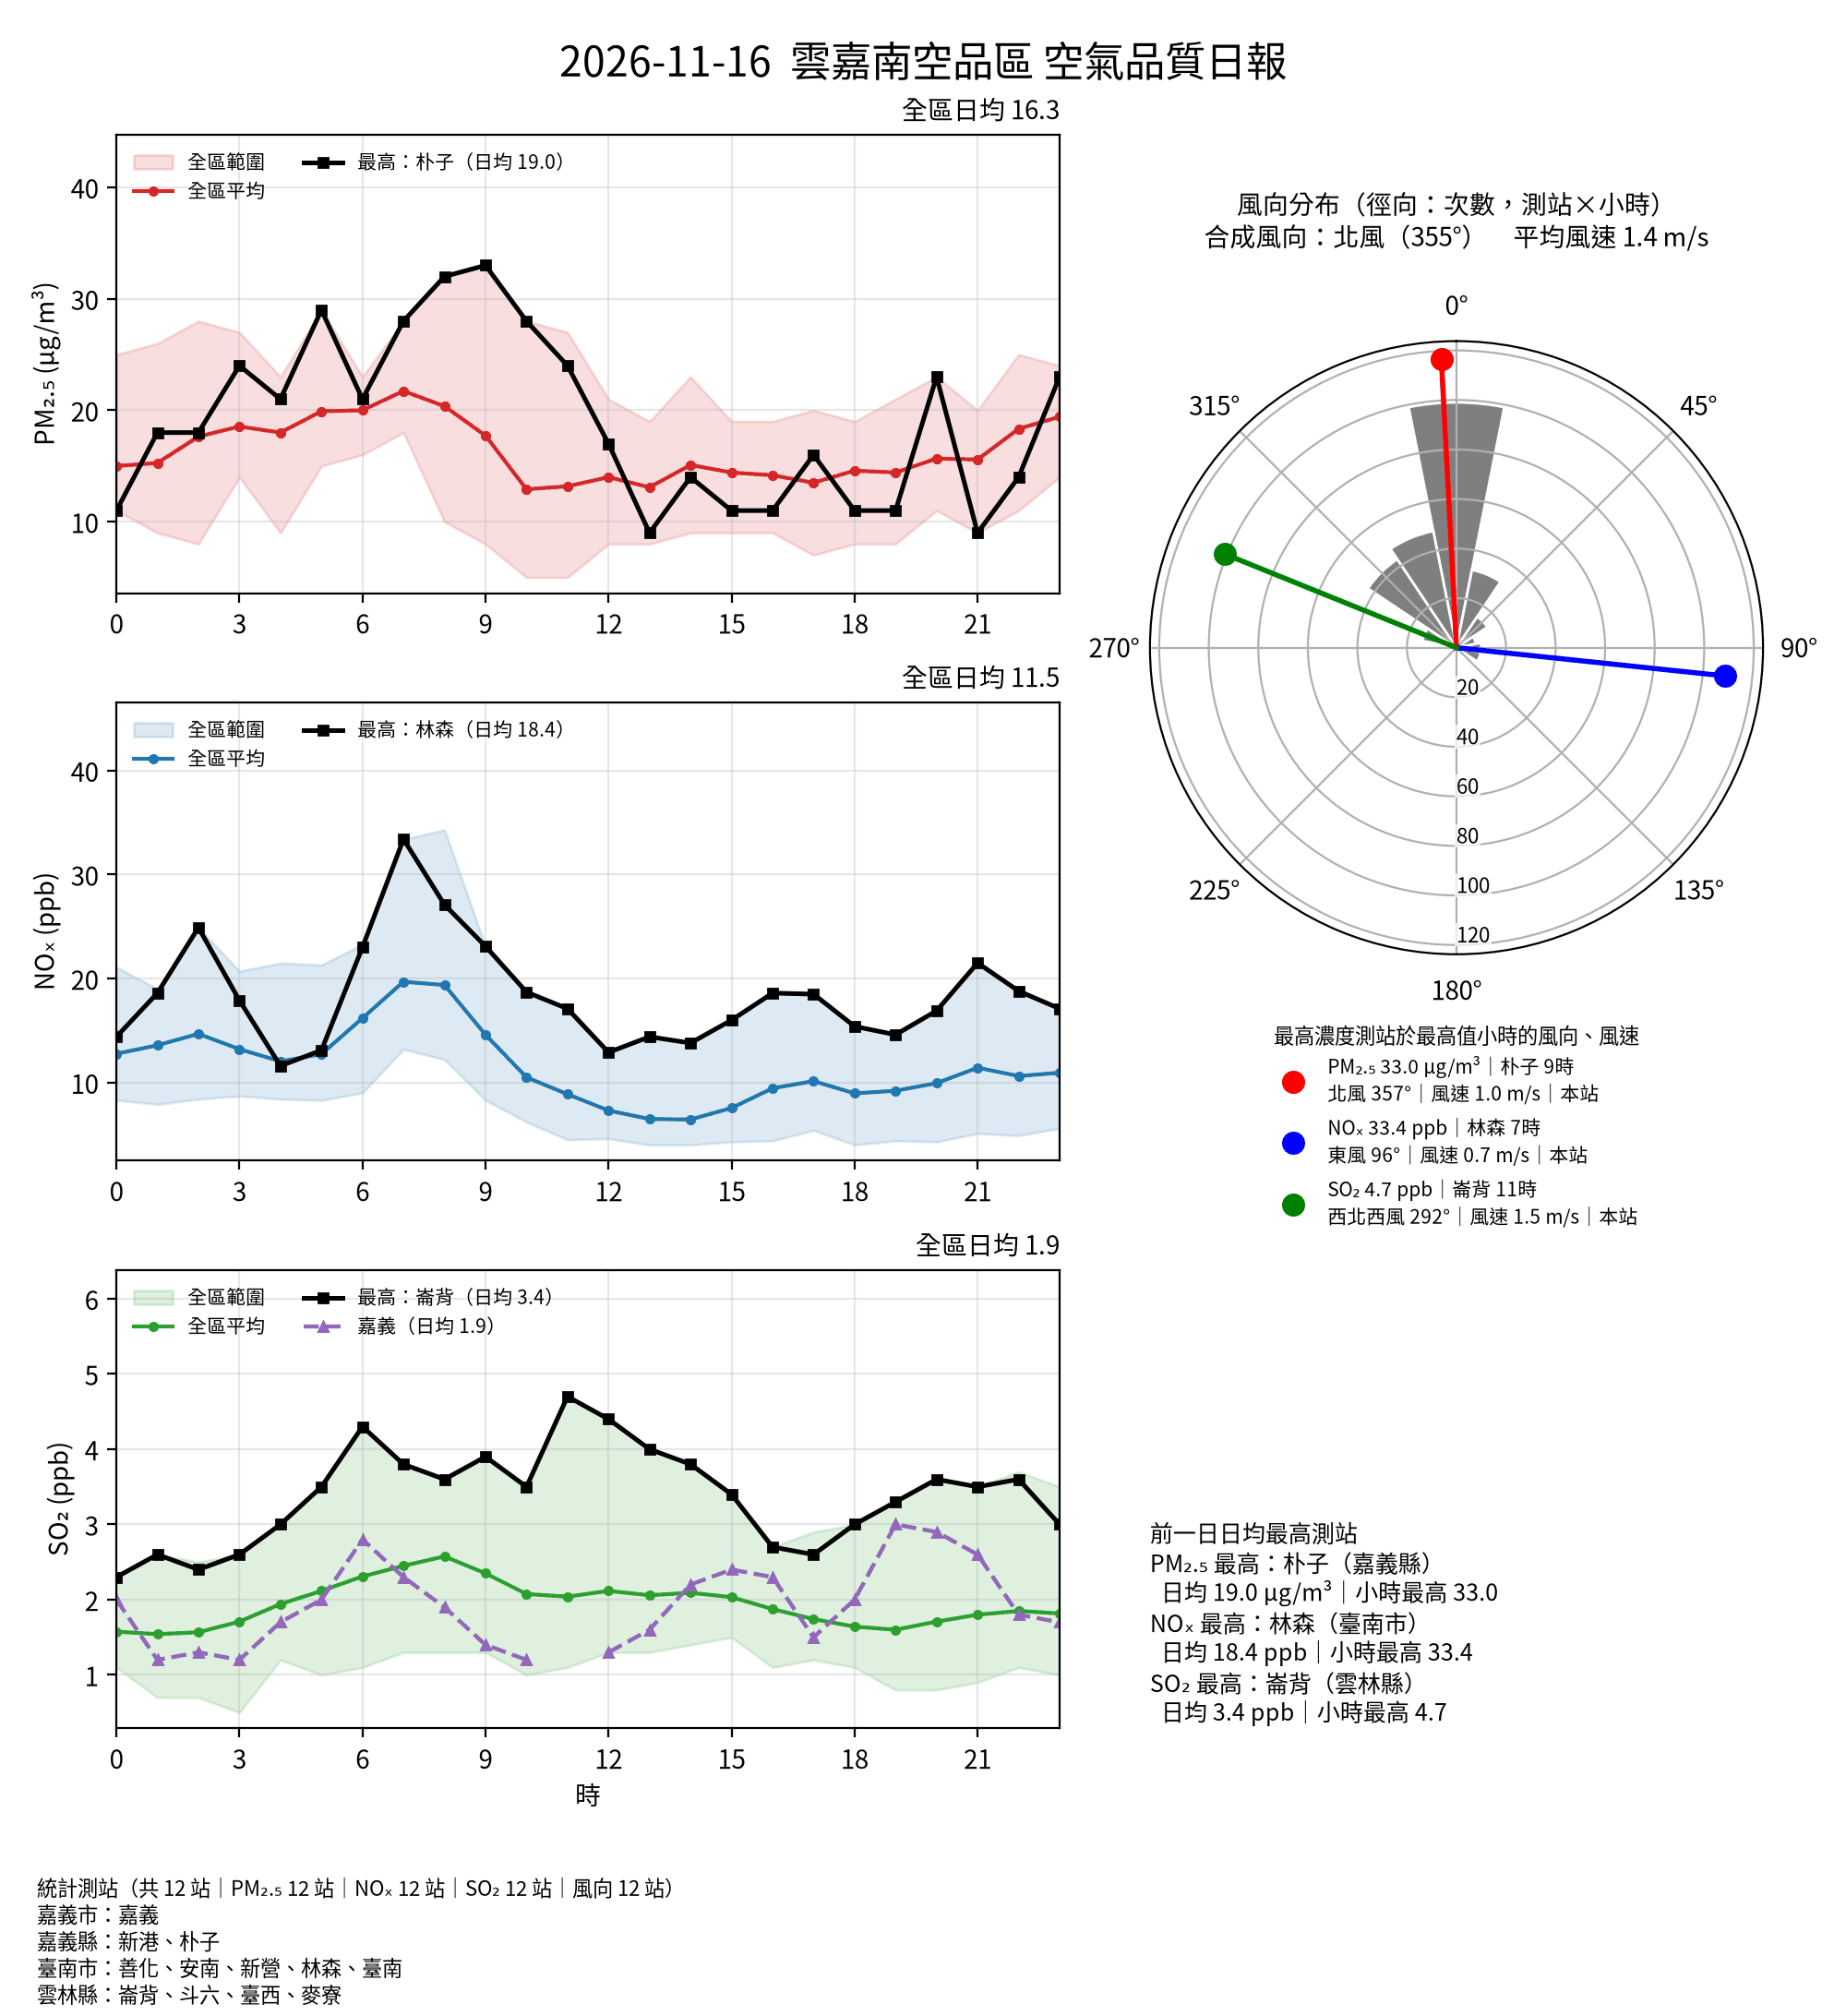 2026-11-16 雲嘉南空品區 空氣品質日報
全區日均 16.3
全區範圍
全區平均
最高：朴子（日均 19.0）
PM₂.₅ (μg/m³)
40
30
20
10
0 3 6 9 12 15 18 21
全區日均 11.5
全區範圍
全區平均
最高：林森（日均 18.4）
NOₓ (ppb)
40
30
20
10
0 3 6 9 12 15 18 21
全區日均 1.9
全區範圍
全區平均
最高：崙背（日均 3.4）
嘉義（日均 1.9）
SO₂ (ppb)
6
5
4
3
2
1
0 3 6 9 12 15 18 21
時
風向分布（徑向：次數，測站×小時）
合成風向：北風（355°） 平均風速 1.4 m/s
0°
45°
90°
135°
180°
225°
270°
315°
20
40
60
80
100
120
最高濃度測站於最高值小時的風向、風速
PM₂.₅ 33.0 μg/m³｜朴子 9時
北風 357°｜風速 1.0 m/s｜本站
NOₓ 33.4 ppb｜林森 7時
東風 96°｜風速 0.7 m/s｜本站
SO₂ 4.7 ppb｜崙背 11時
西北西風 292°｜風速 1.5 m/s｜本站
前一日日均最高測站
PM₂.₅ 最高：朴子（嘉義縣）
日均 19.0 μg/m³｜小時最高 33.0
NOₓ 最高：林森（臺南市）
日均 18.4 ppb｜小時最高 33.4
SO₂ 最高：崙背（雲林縣）
日均 3.4 ppb｜小時最高 4.7
統計測站（共 12 站｜PM₂.₅ 12 站｜NOₓ 12 站｜SO₂ 12 站｜風向 12 站）
嘉義市：嘉義
嘉義縣：新港、朴子
臺南市：善化、安南、新營、林森、臺南
雲林縣：崙背、斗六、臺西、麥寮